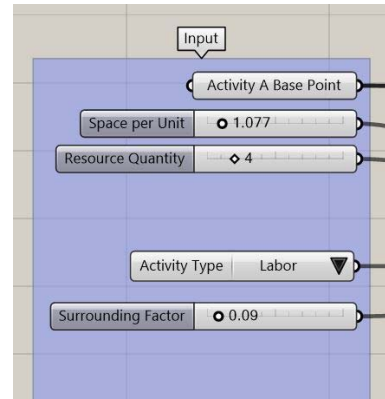 Input
Activity A Base Point
Space per Unit 1.077
Resource Quantity 4
Activity Type Labor
Surrounding Factor 0.09